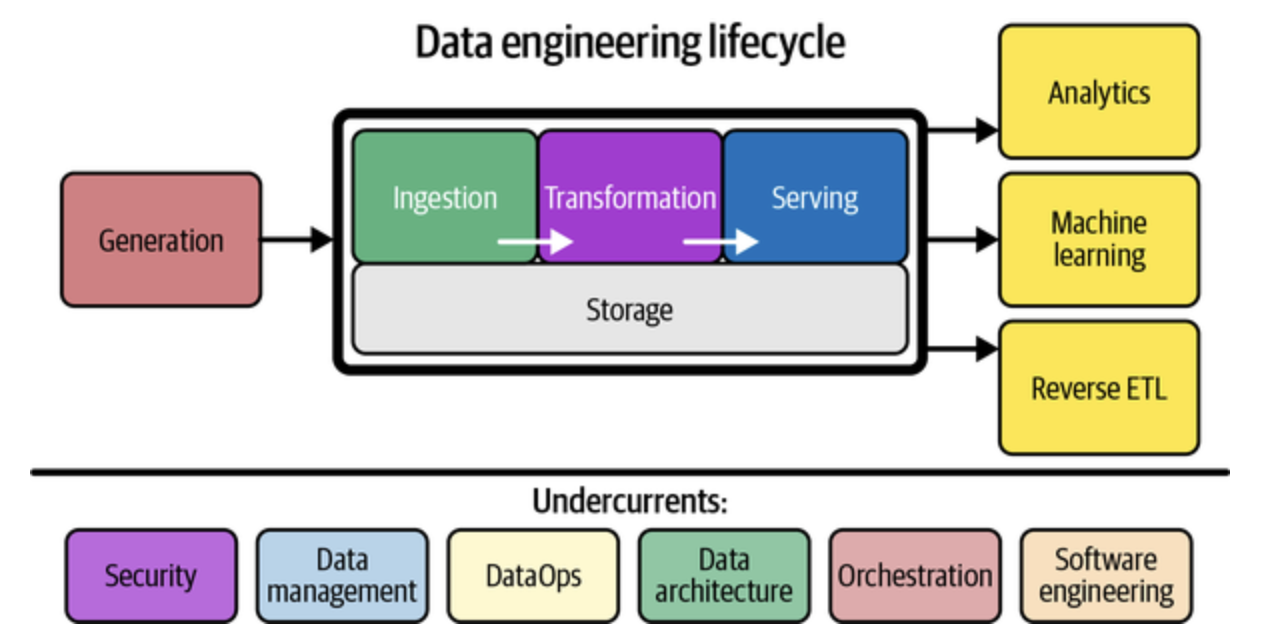 Data engineering lifecycle
Generation
Ingestion
Transformation
Serving
Storage
Analytics
Machine
learning
Reverse ETL
Undercurrents:
Security
Data
management
DataOps
Data
architecture
Orchestration
Software
engineering